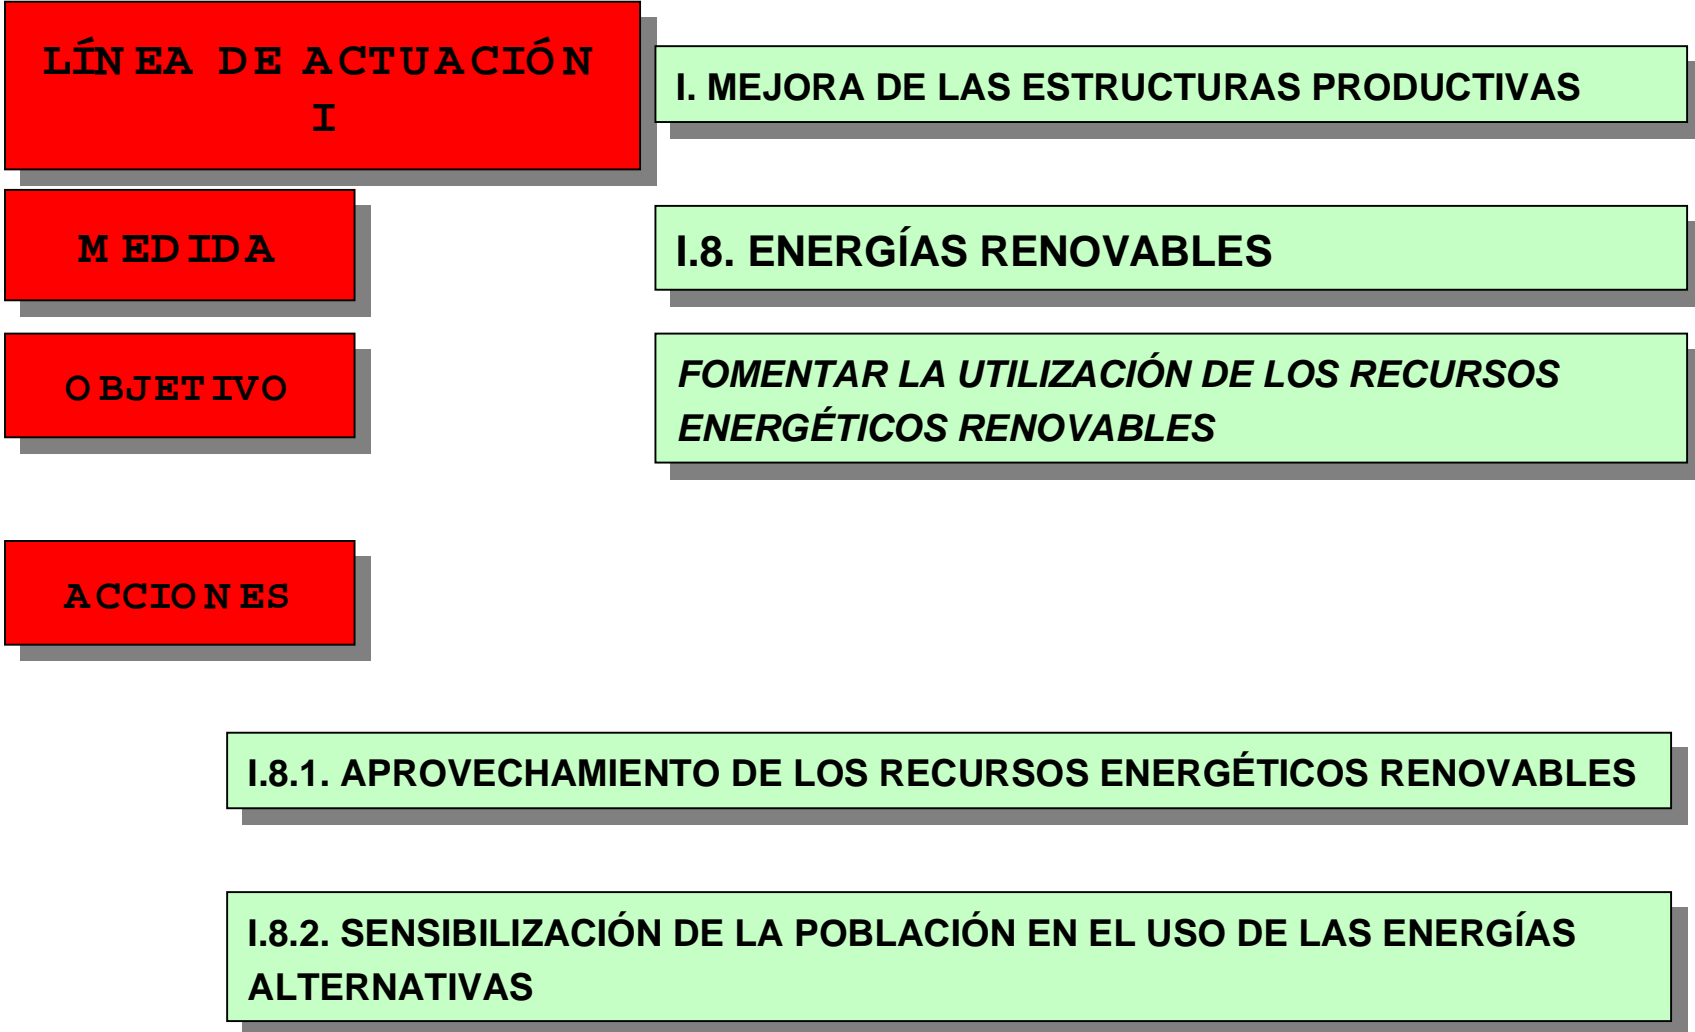 LÍNEA DE ACTUACIÓN
I
I. MEJORA DE LAS ESTRUCTURAS PRODUCTIVAS
MEDIDA
I.8. ENERGÍAS RENOVABLES
OBJETIVO
FOMENTAR LA UTILIZACIÓN DE LOS RECURSOS
ENERGÉTICOS RENOVABLES
ACCIONES
I.8.1. APROVECHAMIENTO DE LOS RECURSOS ENERGÉTICOS RENOVABLES
I.8.2. SENSIBILIZACIÓN DE LA POBLACIÓN EN EL USO DE LAS ENERGÍAS
ALTERNATIVAS